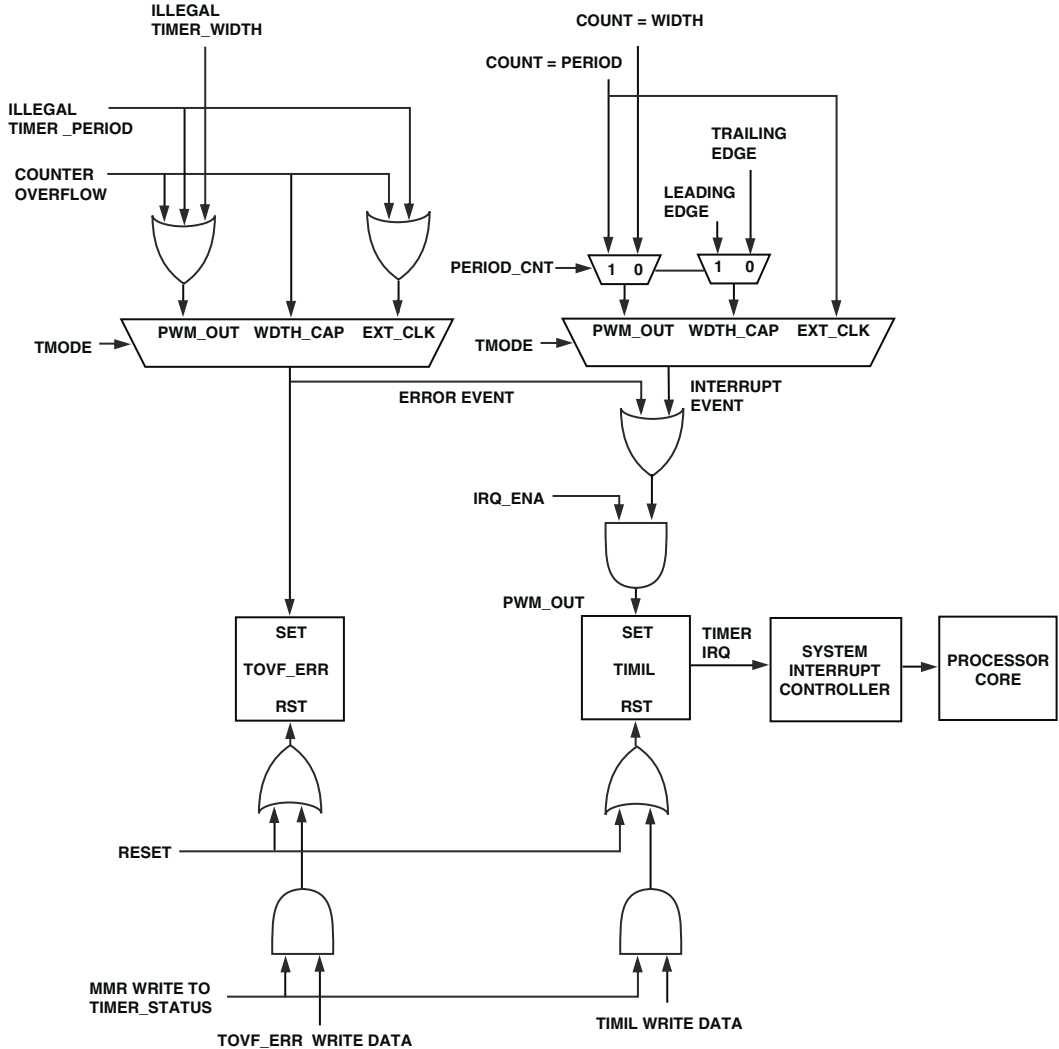 ILLEGAL
TIMER_WIDTH
COUNT = WIDTH
COUNT = PERIOD
ILLEGAL
TIMER _PERIOD
TRAILING
EDGE
COUNTER
OVERFLOW
LEADING
EDGE
PERIOD_CNT
1 0
1 0
TMODE
PWM_OUT WDTH_CAP EXT_CLK
TMODE
PWM_OUT WDTH_CAP EXT_CLK
ERROR EVENT
INTERRUPT
EVENT
IRQ_ENA
PWM_OUT
SET
TOVF_ERR
RST
SET
TIMIL
RST
TIMER
IRQ
SYSTEM
INTERRUPT
CONTROLLER
PROCESSOR
CORE
RESET
MMR WRITE TO
TIMER_STATUS
TOVF_ERR WRITE DATA
TIMIL WRITE DATA